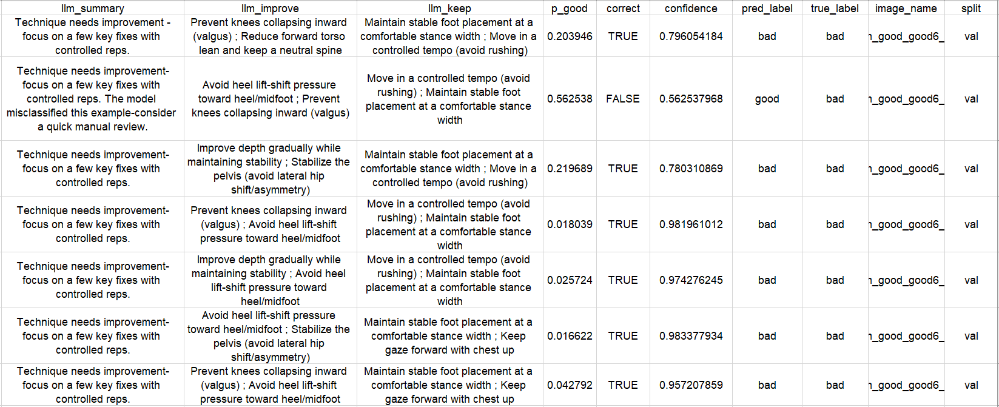 llm_summary llm_improve llm_keep p_good correct confidence pred_label true_label image_name split
Technique needs improvement -
focus on a few key fixes with
controlled reps.
Prevent knees collapsing inward
(valgus) ; Reduce forward torso
lean and keep a neutral spine
Maintain stable foot placement at a
comfortable stance width ; Move in a
controlled tempo (avoid rushing)
0.203946 TRUE 0.796054184 bad bad _good_good6_ val
Technique needs improvement-
focus on a few key fixes with
controlled reps. The model
misclassified this example-consider
a quick manual review.
Avoid heel lift-shift pressure
toward heel/midfoot ; Prevent
knees collapsing inward (valgus)
Move in a controlled tempo (avoid
rushing) ; Maintain stable foot
placement at a comfortable stance
width
0.562538 FALSE 0.562537968 good bad _good_good6_ val
Technique needs improvement-
focus on a few key fixes with
controlled reps.
Improve depth gradually while
maintaining stability ; Stabilize the
pelvis (avoid lateral hip
shift/asymmetry)
Maintain stable foot placement at a
comfortable stance width ; Move in a
controlled tempo (avoid rushing)
0.219689 TRUE 0.780310869 bad bad _good_good6_ val
Technique needs improvement-
focus on a few key fixes with
controlled reps.
Prevent knees collapsing inward
(valgus) ; Avoid heel lift-shift
pressure toward heel/midfoot
Move in a controlled tempo (avoid
rushing) ; Maintain stable foot
placement at a comfortable stance
width
0.018039 TRUE 0.981961012 bad bad _good_good6_ val
Technique needs improvement-
focus on a few key fixes with
controlled reps.
Improve depth gradually while
maintaining stability ; Avoid heel
lift-shift pressure toward
heel/midfoot
Move in a controlled tempo (avoid
rushing) ; Maintain stable foot
placement at a comfortable stance
width
0.025724 TRUE 0.974276245 bad bad _good_good6_ val
Technique needs improvement-
focus on a few key fixes with
controlled reps.
Avoid heel lift-shift pressure
toward heel/midfoot ; Stabilize the
pelvis (avoid lateral hip
shift/asymmetry)
Maintain stable foot placement at a
comfortable stance width ; Keep
gaze forward with chest up
0.016622 TRUE 0.983377934 bad bad _good_good6_ val
Technique needs improvement-
focus on a few key fixes with
controlled reps.
Prevent knees collapsing inward
(valgus) ; Avoid heel lift-shift
pressure toward heel/midfoot
Maintain stable foot placement at a
comfortable stance width ; Keep
gaze forward with chest up
0.042792 TRUE 0.957207859 bad bad _good_good6_ val